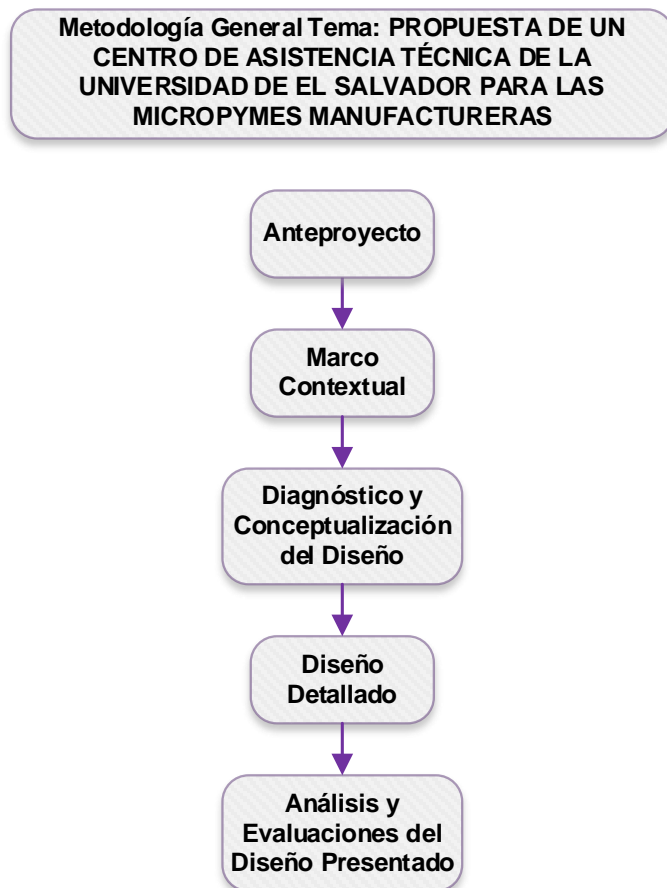 Metodología General Tema: PROPUESTA DE UN
CENTRO DE ASISTENCIA TÉCNICA DE LA
UNIVERSIDAD DE EL SALVADOR PARA LAS
MICROPYMES MANUFACTURERAS
Anteproyecto
Marco
Contextual
Diagnóstico y
Conceptualización
del Diseño
Diseño
Detallado
Análisis y
Evaluaciones del
Diseño Presentado